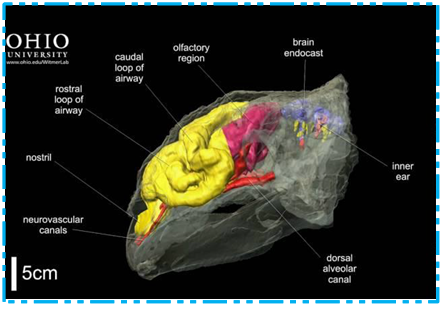 OHIO
UNIVERSITY
www.ohio.edu/WitmerLab
caudal
loop of
airway
olfactory
region
brain
endocast
rostral
loop of
airway
nostril
inner
ear
neurovascular
canals
dorsal
alveolar
canal
5cm